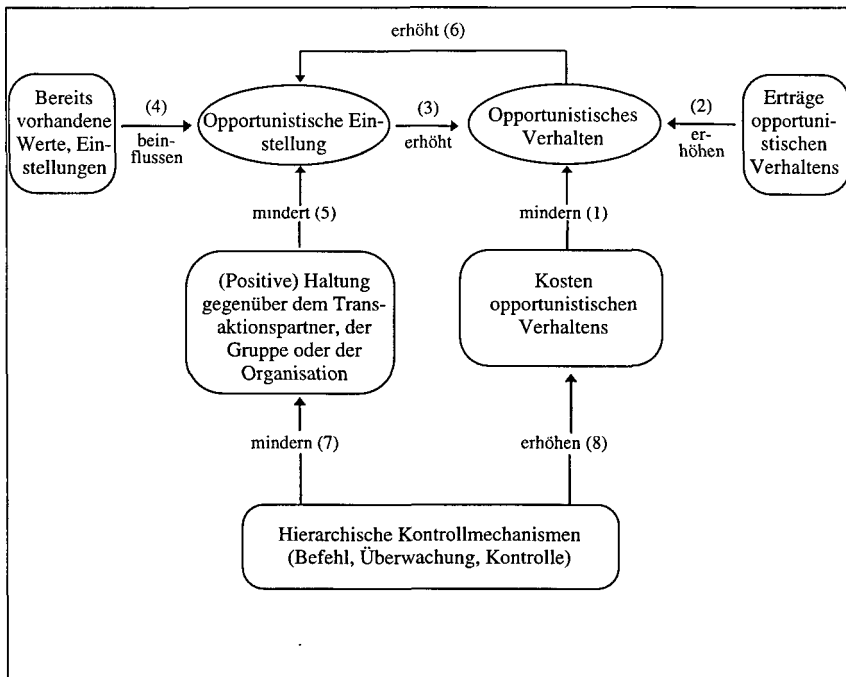 erhöht (6)
Bereits
vorhandene
Werte, Ein-
stellungen
(4)
bein-
flussen
Opportunistische Ein-
stellung
(3)
erhöht
Opportunistisches
Verhalten
(2)
er-
höhen
Erträge
opportuni-
stischen
Verhaltens
mindert (5)
mindern (1)
(Positive) Haltung
gegenüber dem Trans-
aktionspartner, der
Gruppe oder der
Organisation
Kosten
opportunistischen
Verhaltens
mindern (7)
erhöhen (8)
Hierarchische Kontrollmechanismen
(Befehl, Überwachung, Kontrolle)